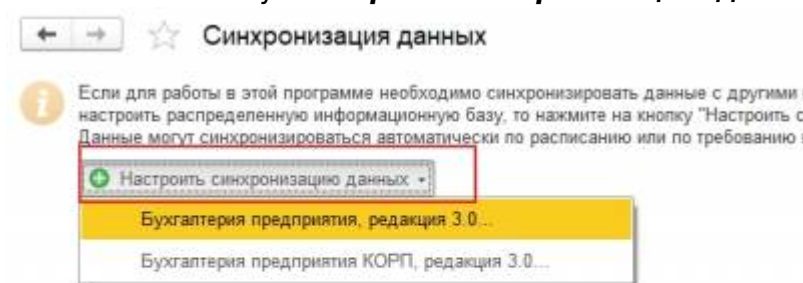 Синхронизация данных
Если для работы в этой программе необходимо синхронизировать данные с другими
настроить распределенную информационную базу, то нажмите на кнопку "Настроить с
Данные могут синхронизироваться автоматически по расписанию или по требованию
Настроить синхронизацию данных
Бухгалтерия предприятия, редакция 3.0...
Бухгалтерия предприятия КОРП, редакция 3.0...